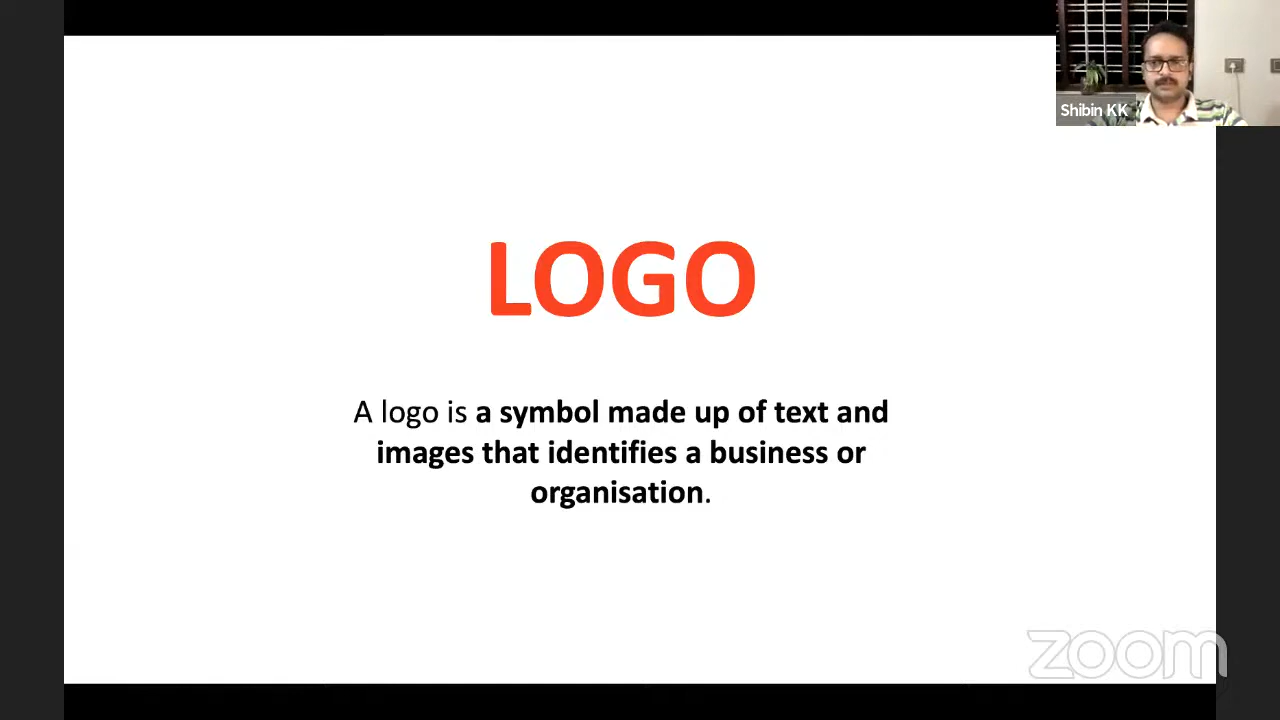 Shibin KK
LOGO
A logo is a symbol made up of text and
images that identifies a business or
organisation.
zoom